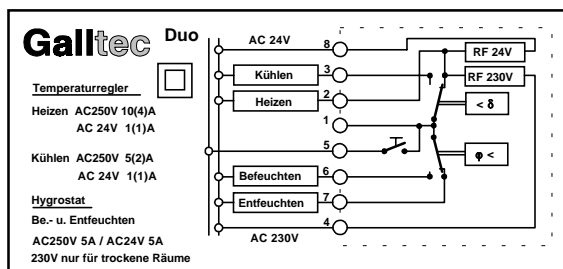 Galltec Duo
Temperaturregler
Heizen AC250V 10(4)A
AC 24V 1(1)A
Kühlen AC250V 5(2)A
AC 24V 1(1)A
Hygrostat
Be.- u. Entfeuchten
AC250V 5A / AC24V 5A
230V nur für trockene Räume
AC 24V 8
Kühlen 3
Heizen 2
1
5
Befeuchten 6
Entfeuchten 7
AC 230V 4
RF 24V
RF 230V
< δ
φ <